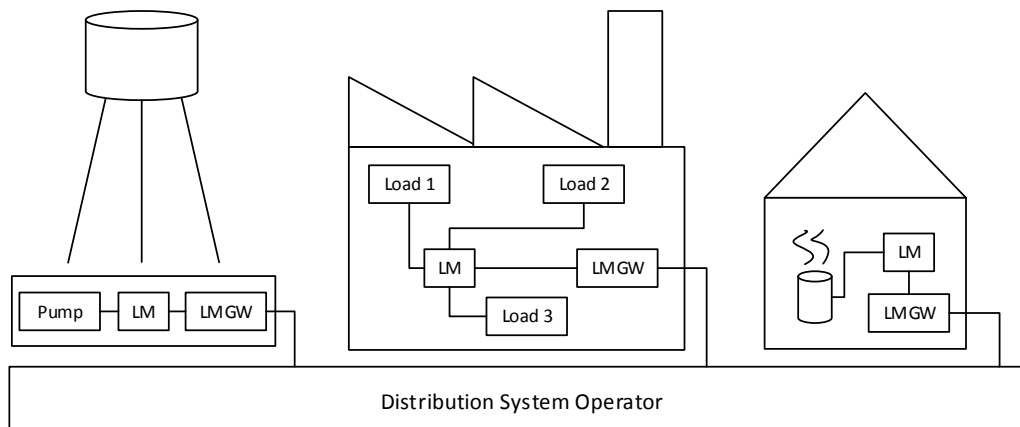 Load 1
Load 2
LM
LMGW
Load 3
LM
LMGW
Pump
LM
LMGW
Distribution System Operator